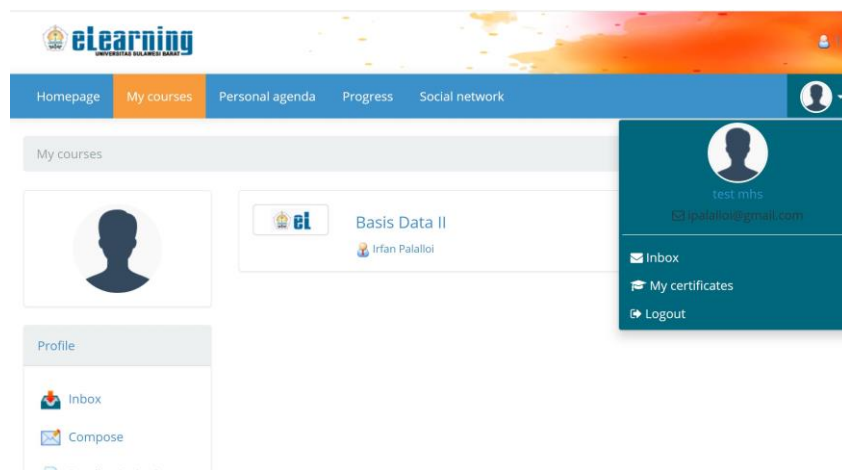 eLearning
UNIVERSITAS SULAWESI BARAT
Homepage My courses Personal agenda Progress Social network
My courses
test mhs
ipalalloi@gmail.com
ei Basis Data II
Irfan Palalloi
Inbox
My certificates
Logout
Profile
Inbox
Compose